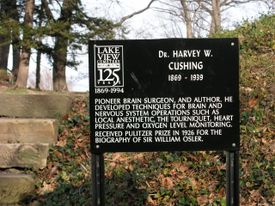 LAKE
VIEW
CEMETERY
125
YEARS
1869-1994
DR. HARVEY W.
CUSHING
1869 - 1939
PIONEER BRAIN SURGEON, AND AUTHOR, HE
DEVELOPED TECHNIQUES FOR BRAIN AND
NERVOUS SYSTEM OPERATIONS SUCH AS
LOCAL ANESTHETIC, THE TOURNIQUET, HEART
PRESSURE AND OXYGEN LEVEL MONITORING.
RECEIVED PULITZER PRIZE IN 1926 FOR THE
BIOGRAPHY OF SIR WILLIAM OSLER.